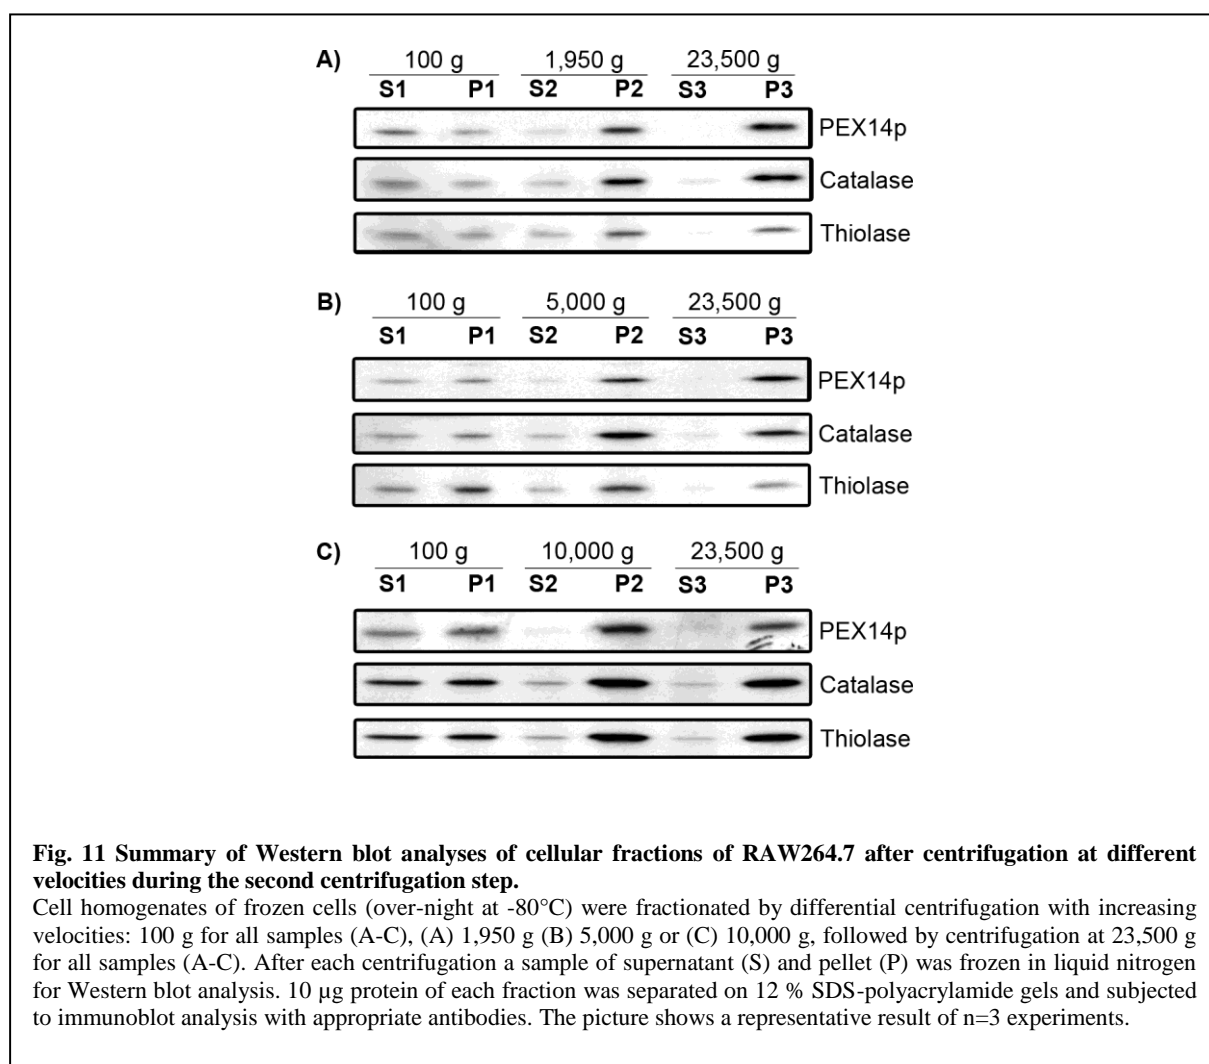 A) 100 g 1,950 g 23,500 g
S1 P1 S2 P2 S3 P3
PEX14p
Catalase
Thiolase
B) 100 g 5,000 g 23,500 g
S1 P1 S2 P2 S3 P3
PEX14p
Catalase
Thiolase
C) 100 g 10,000 g 23,500 g
S1 P1 S2 P2 S3 P3
PEX14p
Catalase
Thiolase
Fig. 11 Summary of Western blot analyses of cellular fractions of RAW264.7 after centrifugation at different
velocities during the second centrifugation step.
Cell homogenates of frozen cells (over-night at -80°C) were fractionated by differential centrifugation with increasing
velocities: 100 g for all samples (A-C), (A) 1,950 g (B) 5,000 g or (C) 10,000 g, followed by centrifugation at 23,500 g
for all samples (A-C). After each centrifugation a sample of supernatant (S) and pellet (P) was frozen in liquid nitrogen
for Western blot analysis. 10 µg protein of each fraction was separated on 12 % SDS-polyacrylamide gels and subjected
to immunoblot analysis with appropriate antibodies. The picture shows a representative result of n=3 experiments.